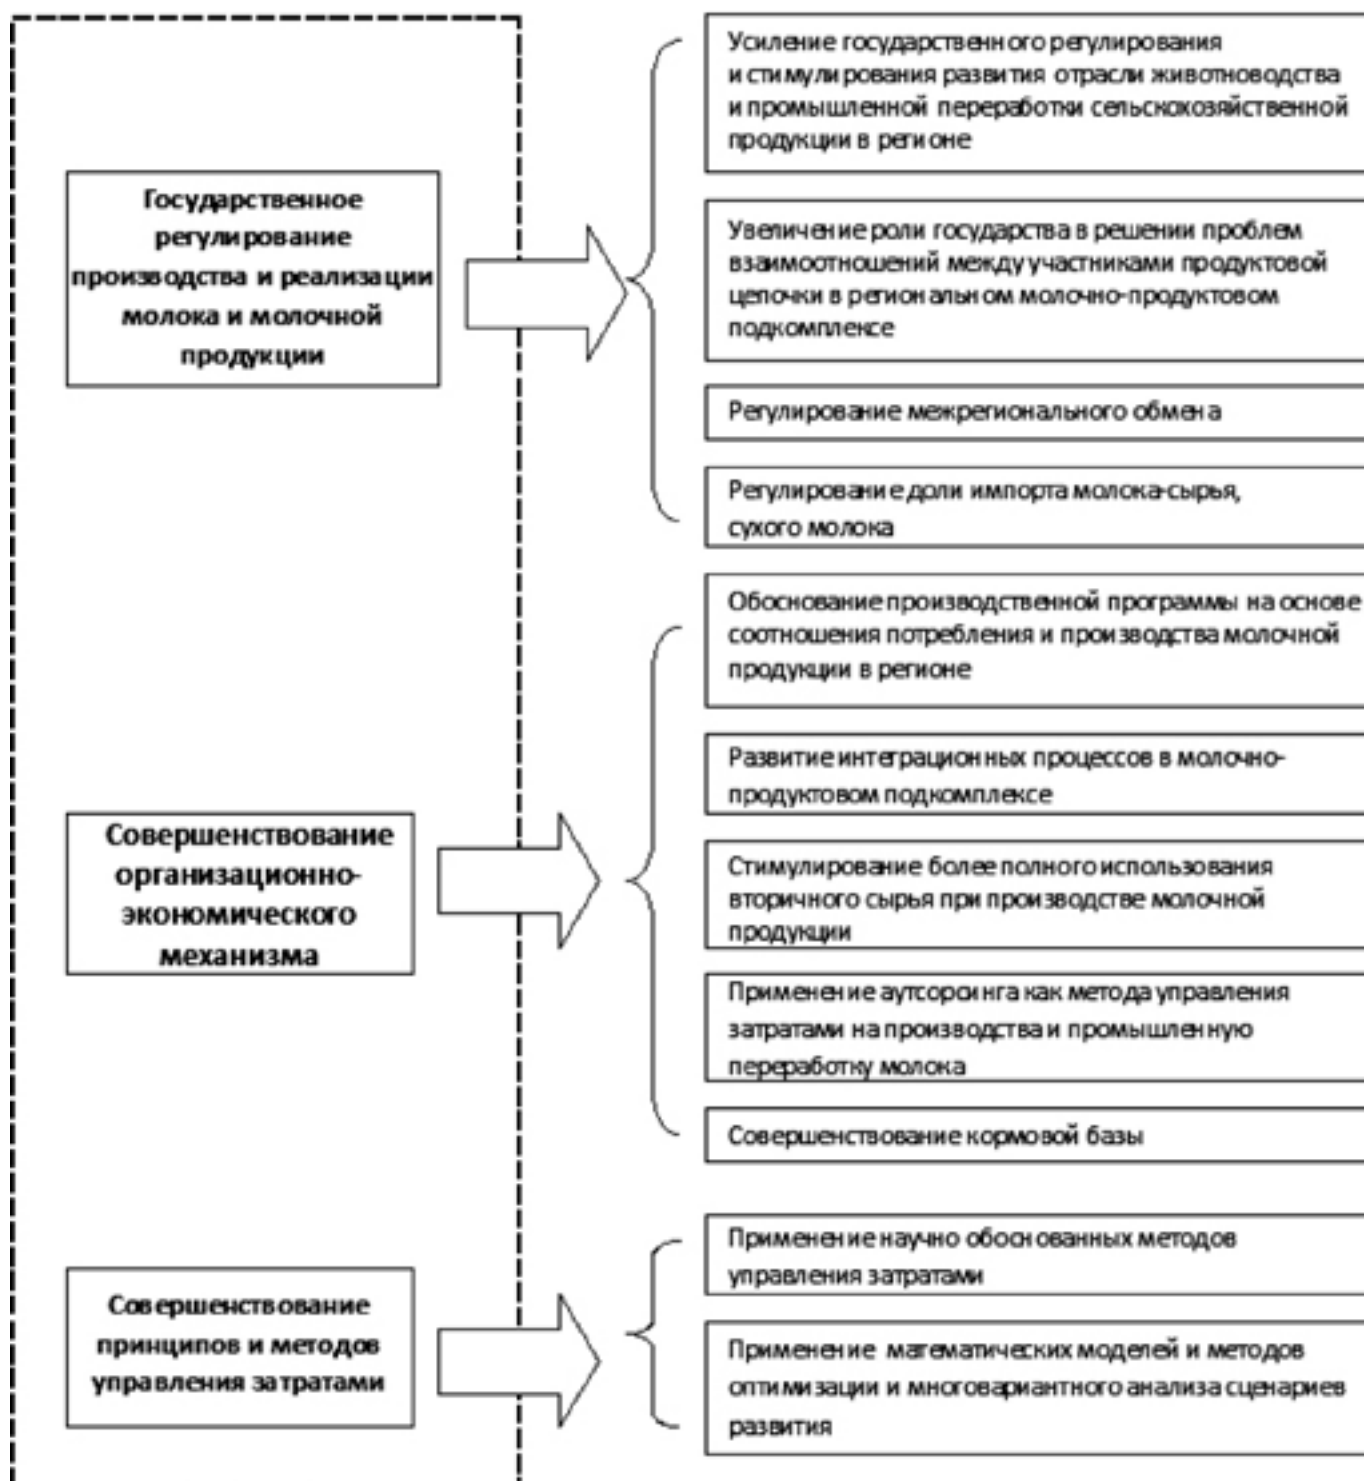 Государственное
регулирование
производства и реализации
молока и молочной
продукции
Усиление государственного регулирования
и стимулирования развития отрасли животноводства
и промышленной переработки сельскохозяйственной
продукции в регионе
Увеличение роли государства в решении проблем
взаимоотношений между участниками продуктовой
цепочки в региональном молочно-продуктовом
подкомплексе
Регулирование межрегионального обмена
Регулирование доли импорта молока-сырья,
сухого молока
Совершенствование
организационно-
экономического
механизма
Обоснование производственной программы на основе
соотношения потребления и производства молочной
продукции в регионе
Развитие интеграционных процессов в молочно-
продуктовом подкомплексе
Стимулирование более полного использования
вторичного сырья при производстве молочной
продукции
Применение аутсорсинга как метода управления
затратами на производства и промышленную
переработку молока
Совершенствование кормовой базы
Совершенствование
принципов и методов
управления затратами
Применение научно обоснованных методов
управления затратами
Применение математических моделей и методов
оптимизации и многовариантного анализа сценариев
развития